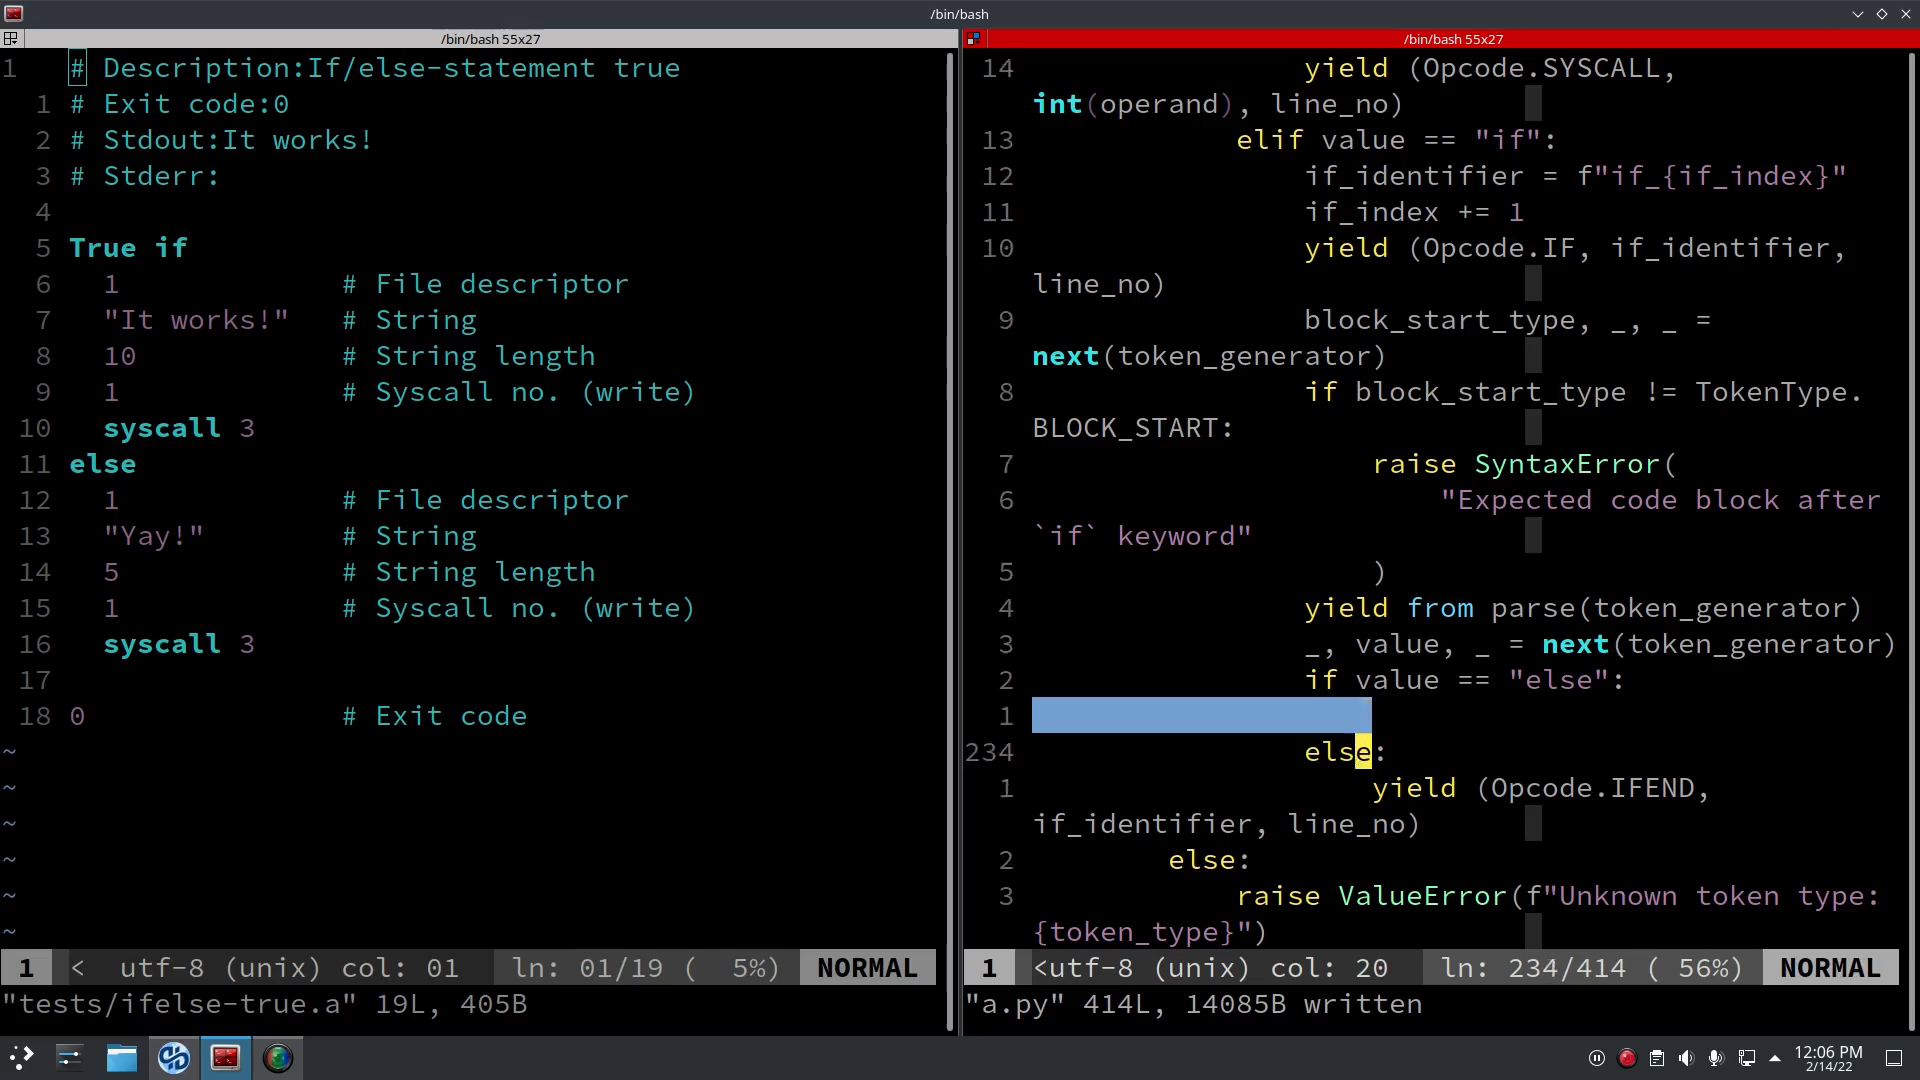 /bin/bash
/bin/bash 55x27
1 # Description:If/else-statement true
1 # Exit code:0
2 # Stdout:It works!
3 # Stderr:
4
5 True if
6 1 # File descriptor
7 "It works!" # String
8 10 # String length
9 1 # Syscall no. (write)
10 syscall 3
11 else
12 1 # File descriptor
13 "Yay!" # String
14 5 # String length
15 1 # Syscall no. (write)
16 syscall 3
17
18 0 # Exit code
~
~
~
~
~
~
1 < utf-8 (unix) col: 01 ln: 01/19 ( 5%) NORMAL
"tests/ifelse-true.a" 19L, 405B
/bin/bash 55x27
14 yield (Opcode.SYSCALL,
int(operand), line_no)
13 elif value == "if":
12 if_identifier = f"if_{if_index}"
11 if_index += 1
10 yield (Opcode.IF, if_identifier,
line_no)
9 block_start_type, _, _ =
next(token_generator)
8 if block_start_type != TokenType.
BLOCK_START:
7 raise SyntaxError(
6 "Expected code block after
`if` keyword"
5 )
4 yield from parse(token_generator)
3 _, value, _ = next(token_generator)
2 if value == "else":
1
234 else:
1 yield (Opcode.IFEND,
if_identifier, line_no)
2 else:
3 raise ValueError(f"Unknown token type:
{token_type}")
1 <utf-8 (unix) col: 20 ln: 234/414 ( 56%) NORMAL
"a.py" 414L, 14085B written
12:06 PM
2/14/22